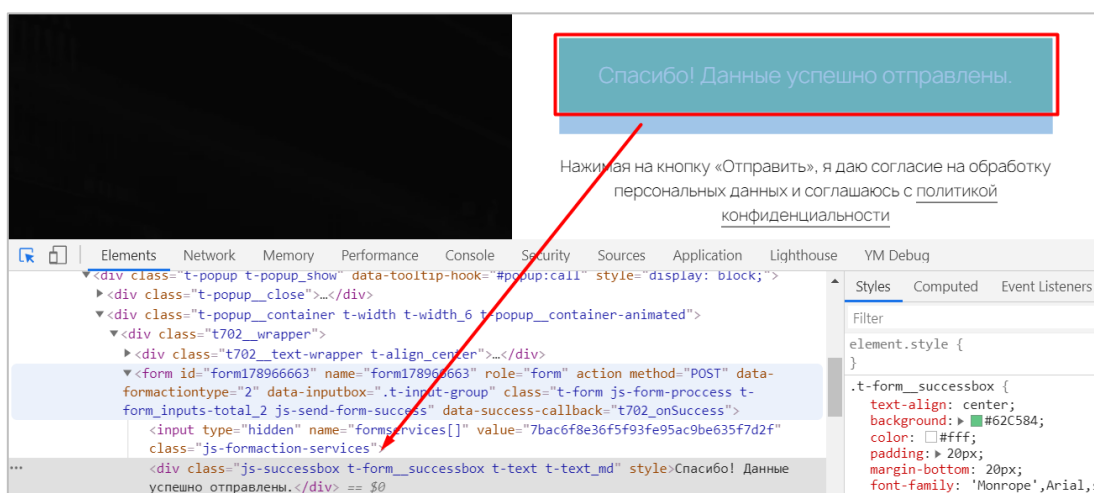 Спасибо! Данные успешно отправлены.
Нажимая на кнопку «Отправить», я даю согласие на обработку
персональных данных и соглашаюсь с политикой
конфиденциальности
Elements Network Memory Performance Console Security Sources Application Lighthouse YM Debug
▼<div class="t-popup t-popup_show" data-tooltip-hook="#popup:call" style="display: block;">
▶<div class="t-popup__close">…</div>
▼<div class="t-popup__container t-width t-width_6 t-popup__container-animated">
▼<div class="t702__wrapper">
▶<div class="t702__text-wrapper t-align_center">…</div>
▼<form id="form178966663" name="form178966663" role="form" action method="POST" data-
formactiontype="2" data-inputbox=".t-input-group" class="t-form js-form-proccess t-
form_inputs-total_2 js-send-form-success" data-success-callback="t702_onSuccess">
<input type="hidden" name="formservices[]" value="7bac6f8e36f5f93fe95ac9be635f7d2f"
class="js-formaction-services">
<div class="js-successbox t-form__successbox t-text t-text_md" style>Спасибо! Данные
успешно отправлены.</div> == $0
Styles Computed Event Listeners
Filter
element.style {
}
.t-form__successbox {
text-align: center;
background: ▶ #62C584;
color: #fff;
padding: ▶ 20px;
margin-bottom: 20px;
font-family: 'Monrope',Arial,